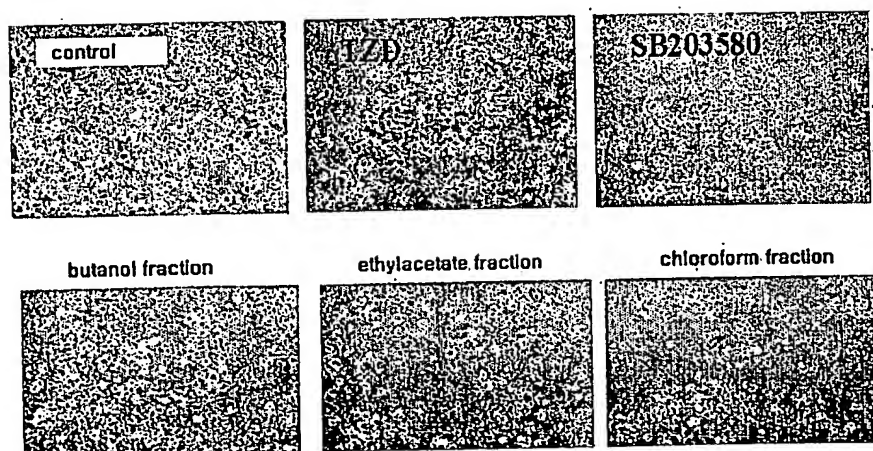 control
TZD
SB203580
butanol fraction
ethylacetate fraction
chloroform fraction